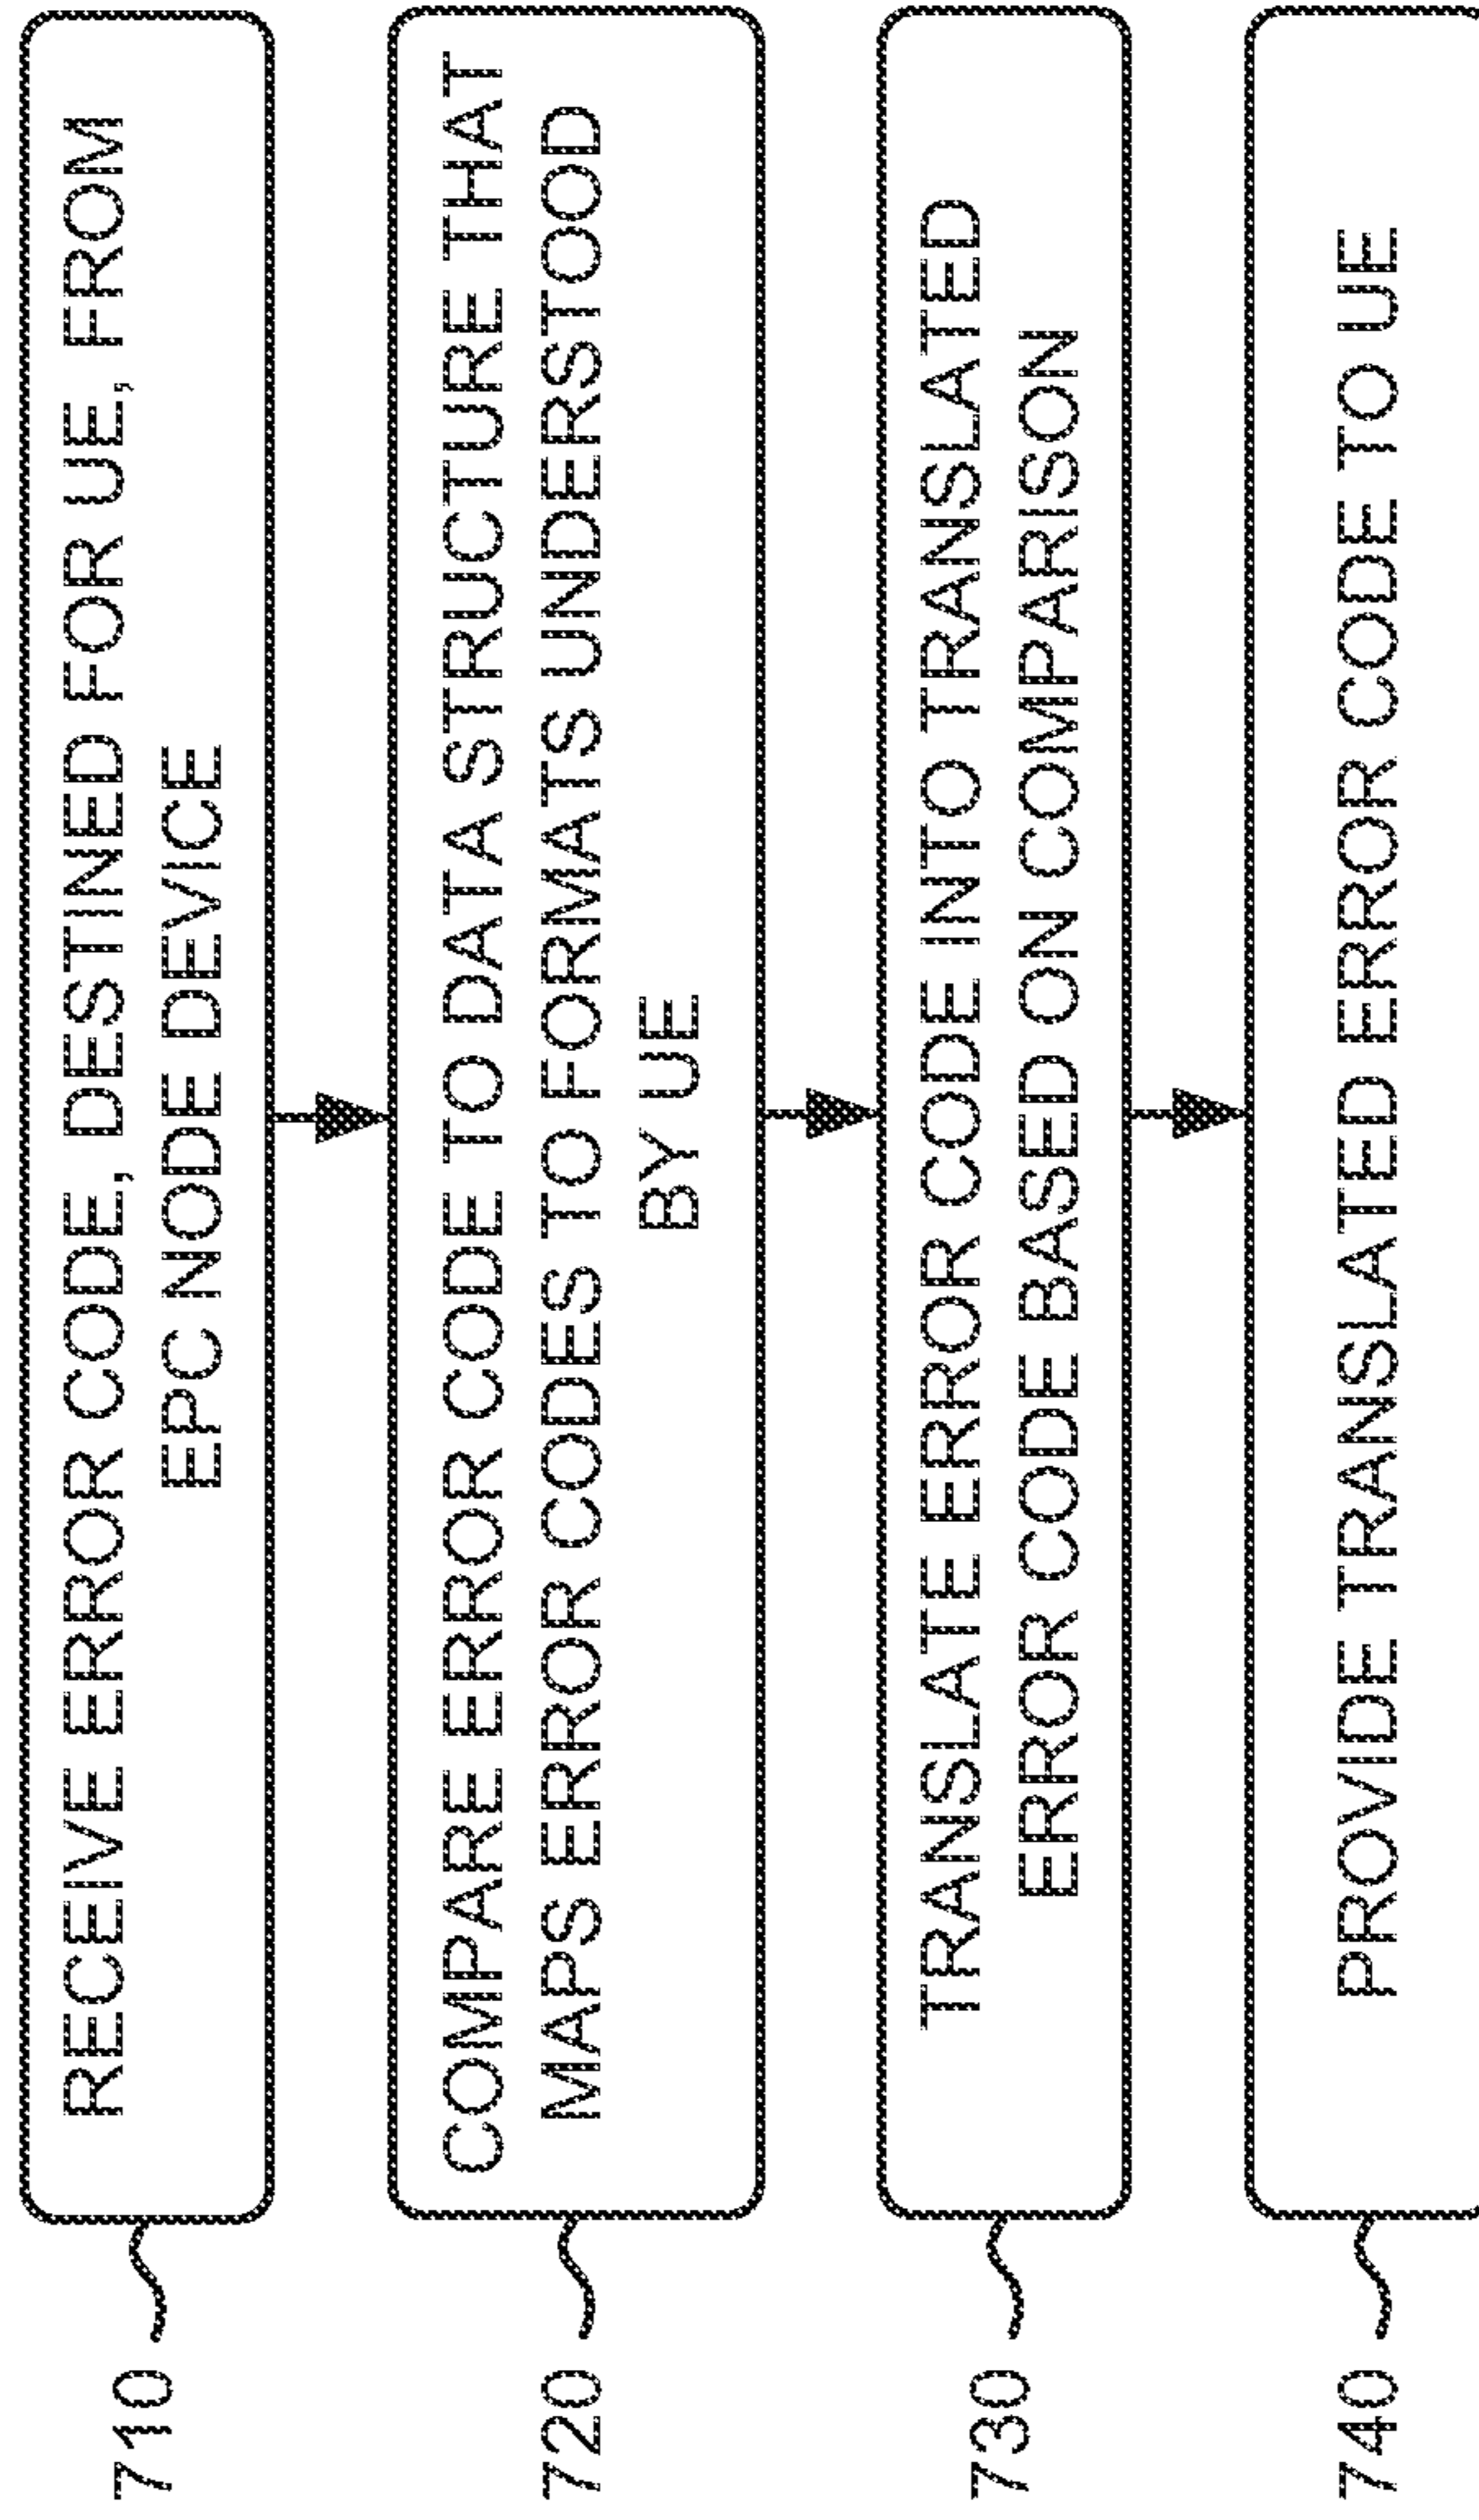 710
RECEIVE ERROR CODE, DESTINED FOR UE, FROM
EPC NODE DEVICE
720
COMPARE ERROR CODE TO DATA STRUCTURE THAT
MAPS ERROR CODES TO FORMATS UNDERSTOOD
BY UE
730
TRANSLATE ERROR CODE INTO TRANSLATED
ERROR CODE BASED ON COMPARISON
740
PROVIDE TRANSLATED ERROR CODE TO UE